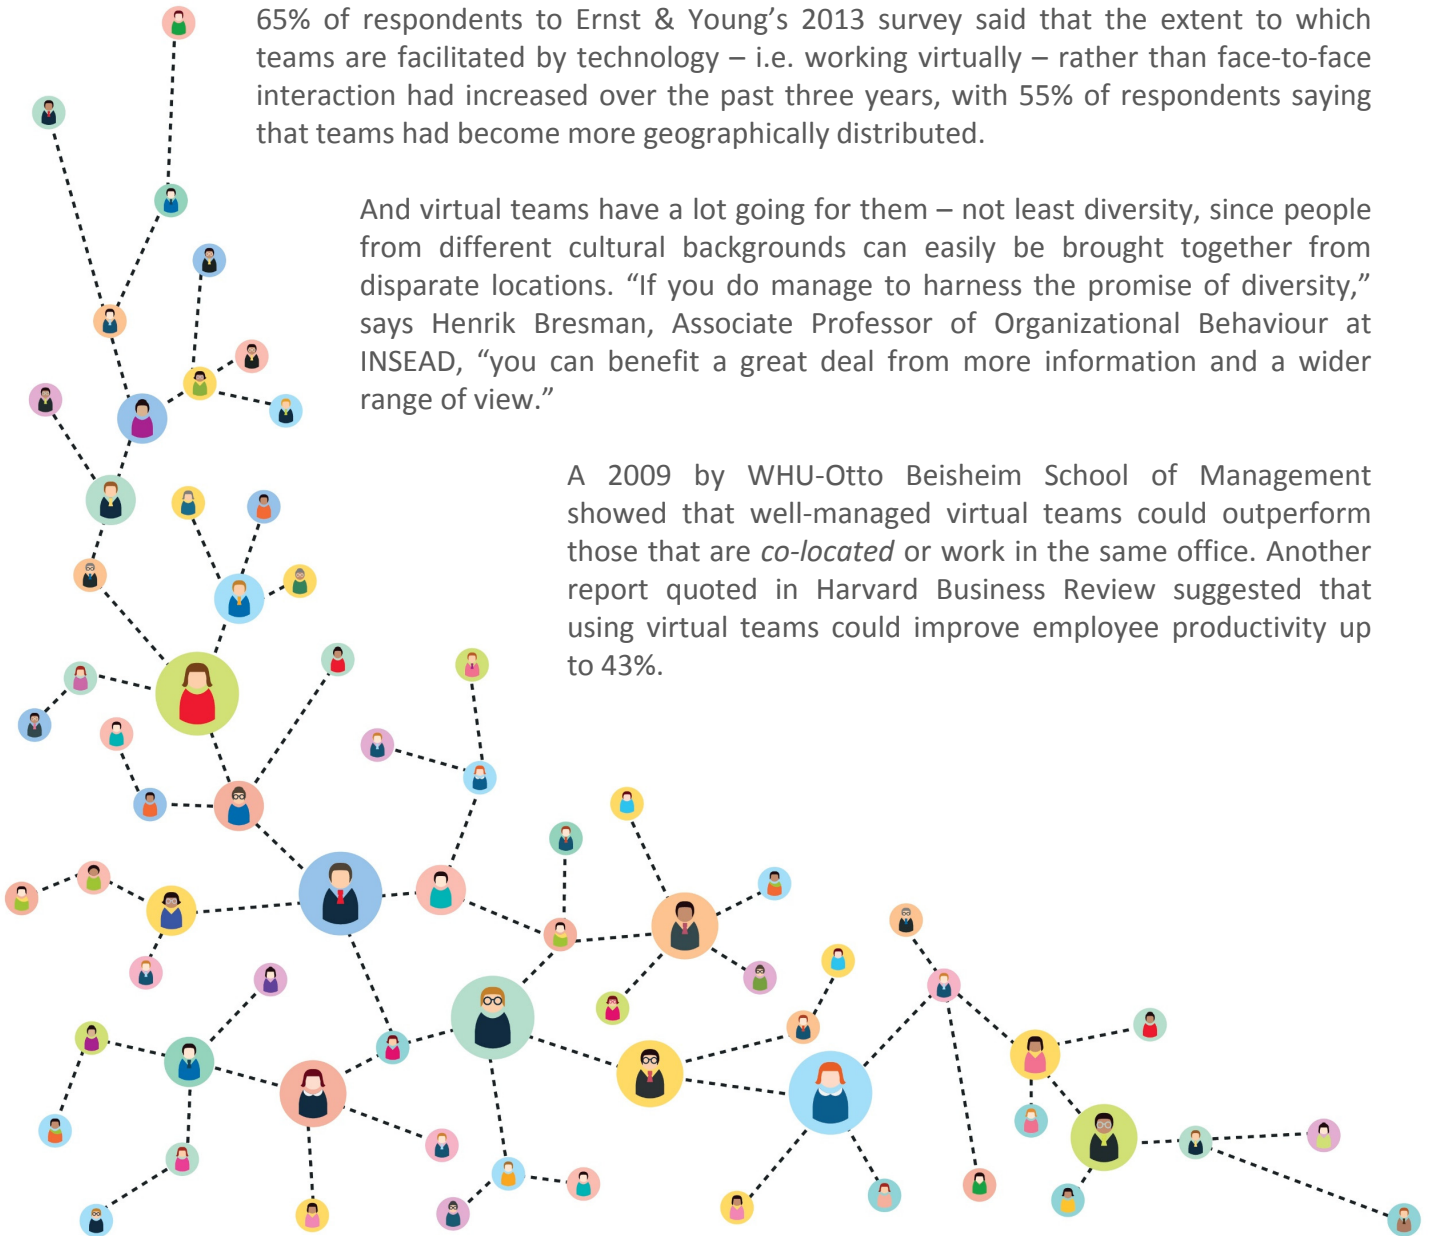 65% of respondents to Ernst & Young’s 2013 survey said that the extent to which
teams are facilitated by technology – i.e. working virtually – rather than face-to-face
interaction had increased over the past three years, with 55% of respondents saying
that teams had become more geographically distributed.
And virtual teams have a lot going for them – not least diversity, since people
from different cultural backgrounds can easily be brought together from
disparate locations. “If you do manage to harness the promise of diversity,”
says Henrik Bresman, Associate Professor of Organizational Behaviour at
INSEAD, “you can benefit a great deal from more information and a wider
range of view.”
A 2009 by WHU-Otto Beisheim School of Management
showed that well-managed virtual teams could outperform
those that are co-located or work in the same office. Another
report quoted in Harvard Business Review suggested that
using virtual teams could improve employee productivity up
to 43%.